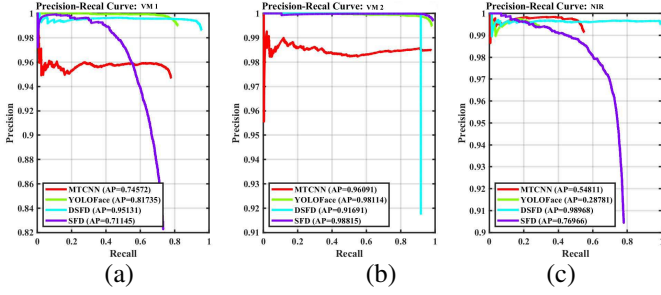 Precision-Recal Curve: VM 1
Precision
1
0.98
0.96
0.94
0.92
0.9
0.88
0.86
0.84
0.82
MTCNN (AP=0.74572)
YOLOFace (AP=0.81735)
DSFD (AP=0.95131)
SFD (AP=0.71145)
0 0.2 0.4 0.6 0.8 1
Recall
(a)
Precision-Recal Curve: VM 2
Precision
1
0.99
0.98
0.97
0.96
0.95
0.94
0.93
0.92
0.91
MTCNN (AP=0.96091)
YOLOFace (AP=0.98114)
DSFD (AP=0.91691)
SFD (AP=0.98815)
0 0.2 0.4 0.6 0.8 1
Recall
(b)
Precision-Recal Curve: NIR
Precision
1
0.99
0.98
0.97
0.96
0.95
0.94
0.93
0.92
0.91
0.9
MTCNN (AP=0.54811)
YOLOFace (AP=0.28781)
DSFD (AP=0.98968)
SFD (AP=0.76966)
0 0.2 0.4 0.6 0.8 1
Recall
(c)